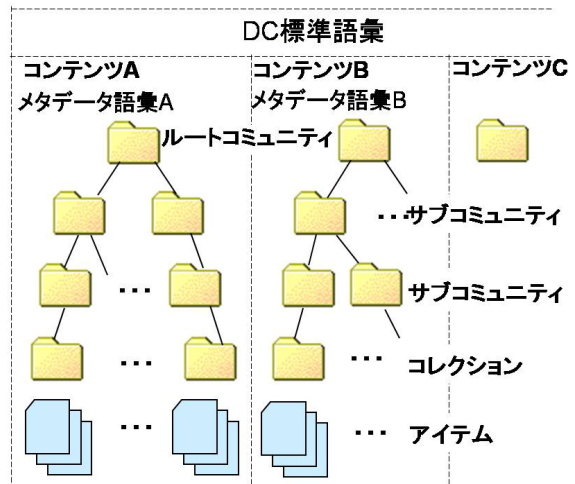 DC標準語彙
コンテンツA
コンテンツB
コンテンツC
メタデータ語彙A
メタデータ語彙B
ルートコミュニティ
・・・サブコミュニティ
・・・
サブコミュニティ
・・・
・・・
コレクション
・・・
・・・
アイテム